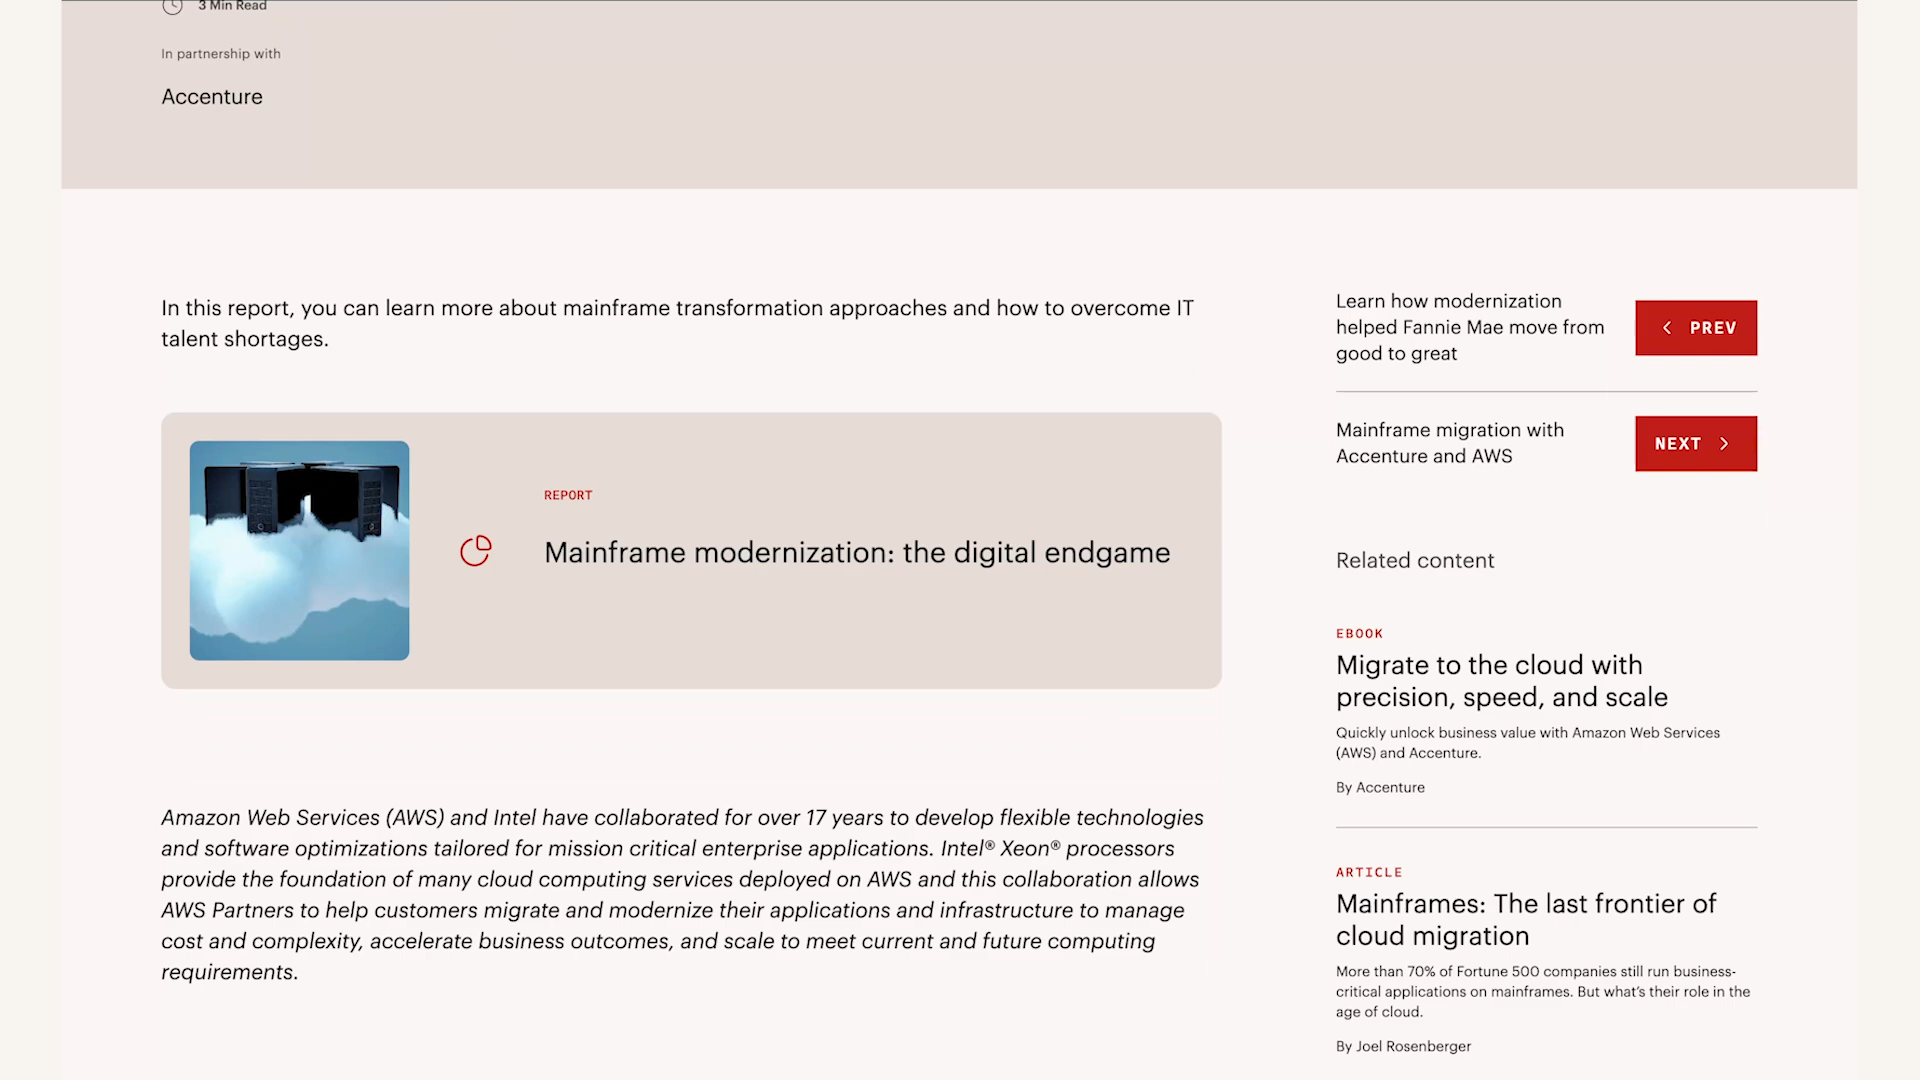 3 Min Read
In partnership with
Accenture
In this report, you can learn more about mainframe transformation approaches and how to overcome IT
talent shortages.
REPORT
Mainframe modernization: the digital endgame
Amazon Web Services (AWS) and Intel have collaborated for over 17 years to develop flexible technologies
and software optimizations tailored for mission critical enterprise applications. Intel® Xeon® processors
provide the foundation of many cloud computing services deployed on AWS and this collaboration allows
AWS Partners to help customers migrate and modernize their applications and infrastructure to manage
cost and complexity, accelerate business outcomes, and scale to meet current and future computing
requirements.
Learn how modernization
helped Fannie Mae move from
good to great
PREV
Mainframe migration with
Accenture and AWS
NEXT
Related content
EBOOK
Migrate to the cloud with
precision, speed, and scale
Quickly unlock business value with Amazon Web Services
(AWS) and Accenture.
By Accenture
ARTICLE
Mainframes: The last frontier of
cloud migration
More than 70% of Fortune 500 companies still run business-
critical applications on mainframes. But what’s their role in the
age of cloud.
By Joel Rosenberger